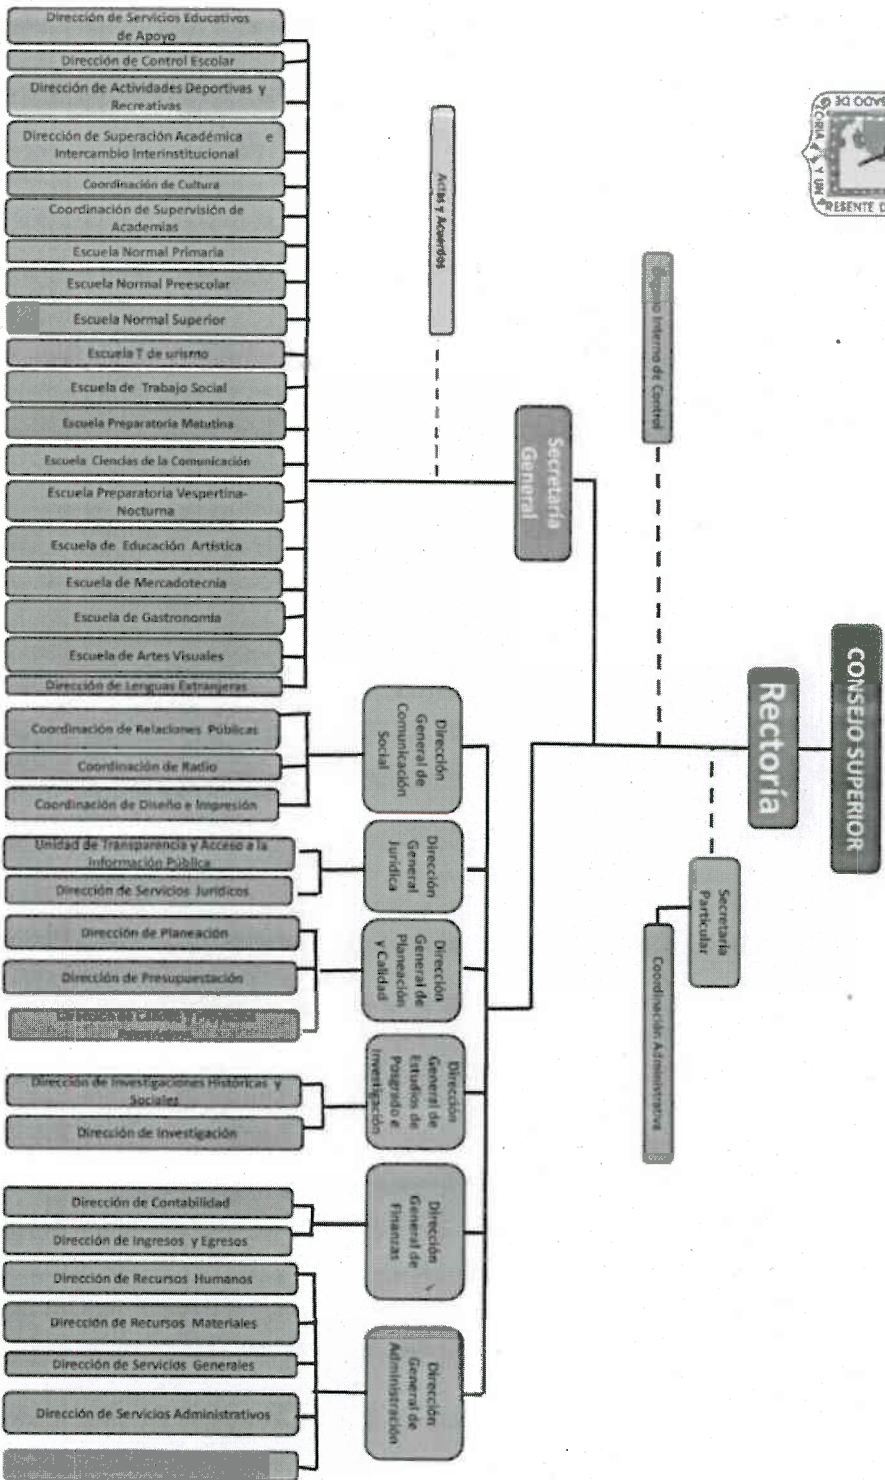 CONSEJO SUPERIOR
Rectoría
Secretaría
Particular
Coordinación Administrativa
Interno de Control
Secretaría
General
Actas y Acuerdos
Dirección de Servicios Educativos
de Apoyo
Dirección de Control Escolar
Dirección de Actividades Deportivas y
Recreativas
Dirección de Superación Académica e
Intercambio Interinstitucional
Coordinación de Cultura
Coordinación de Supervisión de
Academias
Escuela Normal Primaria
Escuela Normal Preescolar
Escuela Normal Superior
Escuela T de urismo
Escuela de Trabajo Social
Escuela Preparatoria Matutina
Escuela Ciencias de la Comunicación
Escuela Preparatoria Vespertina-
Nocturna
Escuela de Educación Artística
Escuela de Mercadotecnia
Escuela de Gastronomía
Escuela de Artes Visuales
Dirección de Lenguas Extranjeras
Dirección
General de
Comunicación
Social
Coordinación de Relaciones Públicas
Coordinación de Radio
Coordinación de Diseño e Impresión
Dirección
General
Jurídica
Unidad de Transparencia y Acceso a la
Información Pública
Dirección de Servicios Jurídicos
Dirección
General de
Planeación
y Calidad
Dirección de Planeación
Dirección de Presupuestación
Dirección
General de
Estudios de
Posgrado e
Investigación
Dirección de Investigaciones Históricas y
Sociales
Dirección de Investigación
Dirección
General de
Finanzas
Dirección de Contabilidad
Dirección de Ingresos y Egresos
Dirección
General de
Administración
Dirección de Recursos Humanos
Dirección de Recursos Materiales
Dirección de Servicios Generales
Dirección de Servicios Administrativos